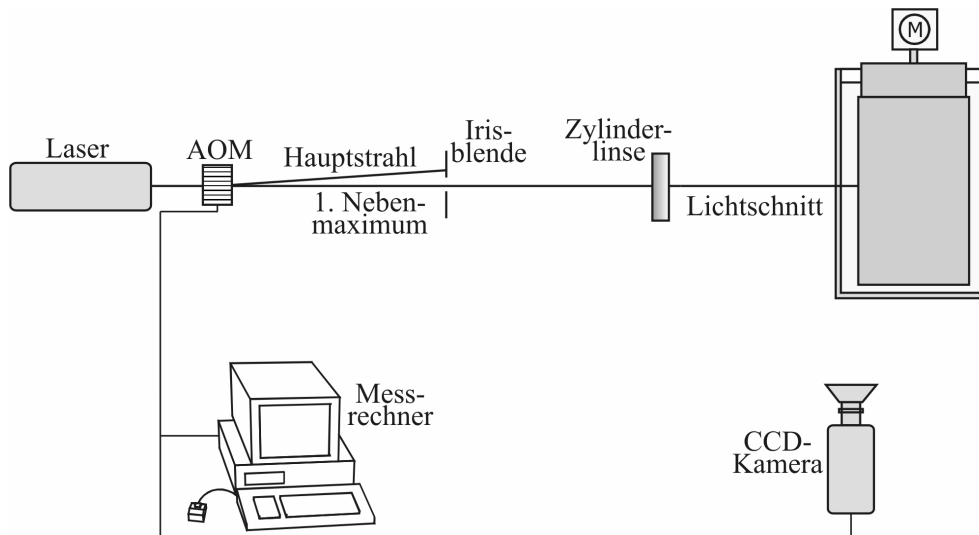 M
Laser
AOM
Hauptstrahl
Iris-
blende
Zylinder-
linse
1. Neben-
maximum
Lichtschnitt
Mess-
rechner
CCD-
Kamera